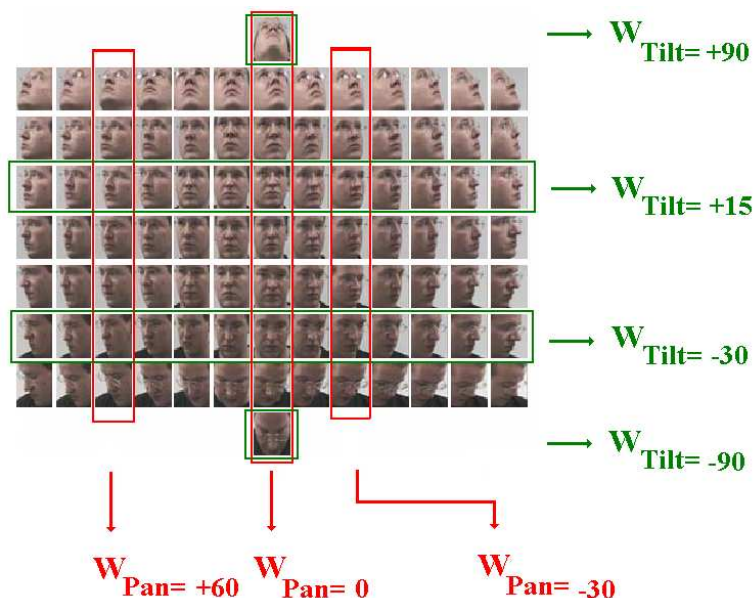 W Tilt= +90
W Tilt= +15
W Tilt= -30
W Tilt= -90
W Pan= +60
W Pan= 0
W Pan= -30